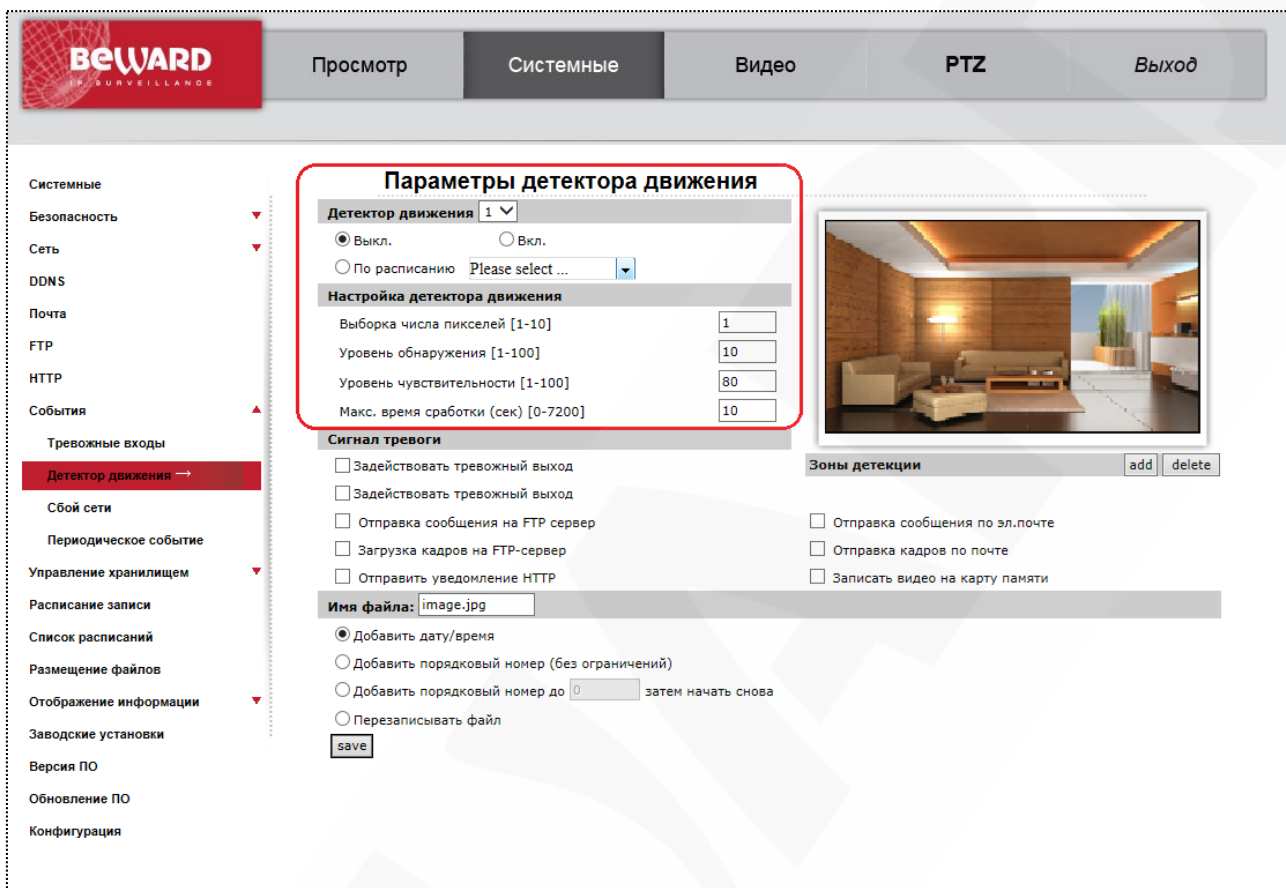 BEWARD
IP SURVEILLANCE
Просмотр
Системные
Видео
PTZ
Выход
Системные
Безопасность
Сеть
DDNS
Почта
FTP
HTTP
События
Тревожные входы
Детектор движения →
Сбой сети
Периодическое событие
Управление хранилищем
Расписание записи
Список расписаний
Размещение файлов
Отображение информации
Заводские установки
Версия ПО
Обновление ПО
Конфигурация
Параметры детектора движения
Детектор движения 1
Выкл. Вкл.
По расписанию Please select ...
Настройка детектора движения
Выборка числа пикселей [1-10] 1
Уровень обнаружения [1-100] 10
Уровень чувствительности [1-100] 80
Макс. время сработки (сек) [0-7200] 10
Сигнал тревоги
Задействовать тревожный выход
Зоны детекции add delete
Задействовать тревожный выход
Отправка сообщения на FTP сервер Отправка сообщения по эл.почте
Загрузка кадров на FTP-сервер Отправка кадров по почте
Отправить уведомление HTTP Записать видео на карту памяти
Имя файла: image.jpg
Добавить дату/время
Добавить порядковый номер (без ограничений)
Добавить порядковый номер до 0 затем начать снова
Перезаписывать файл
save